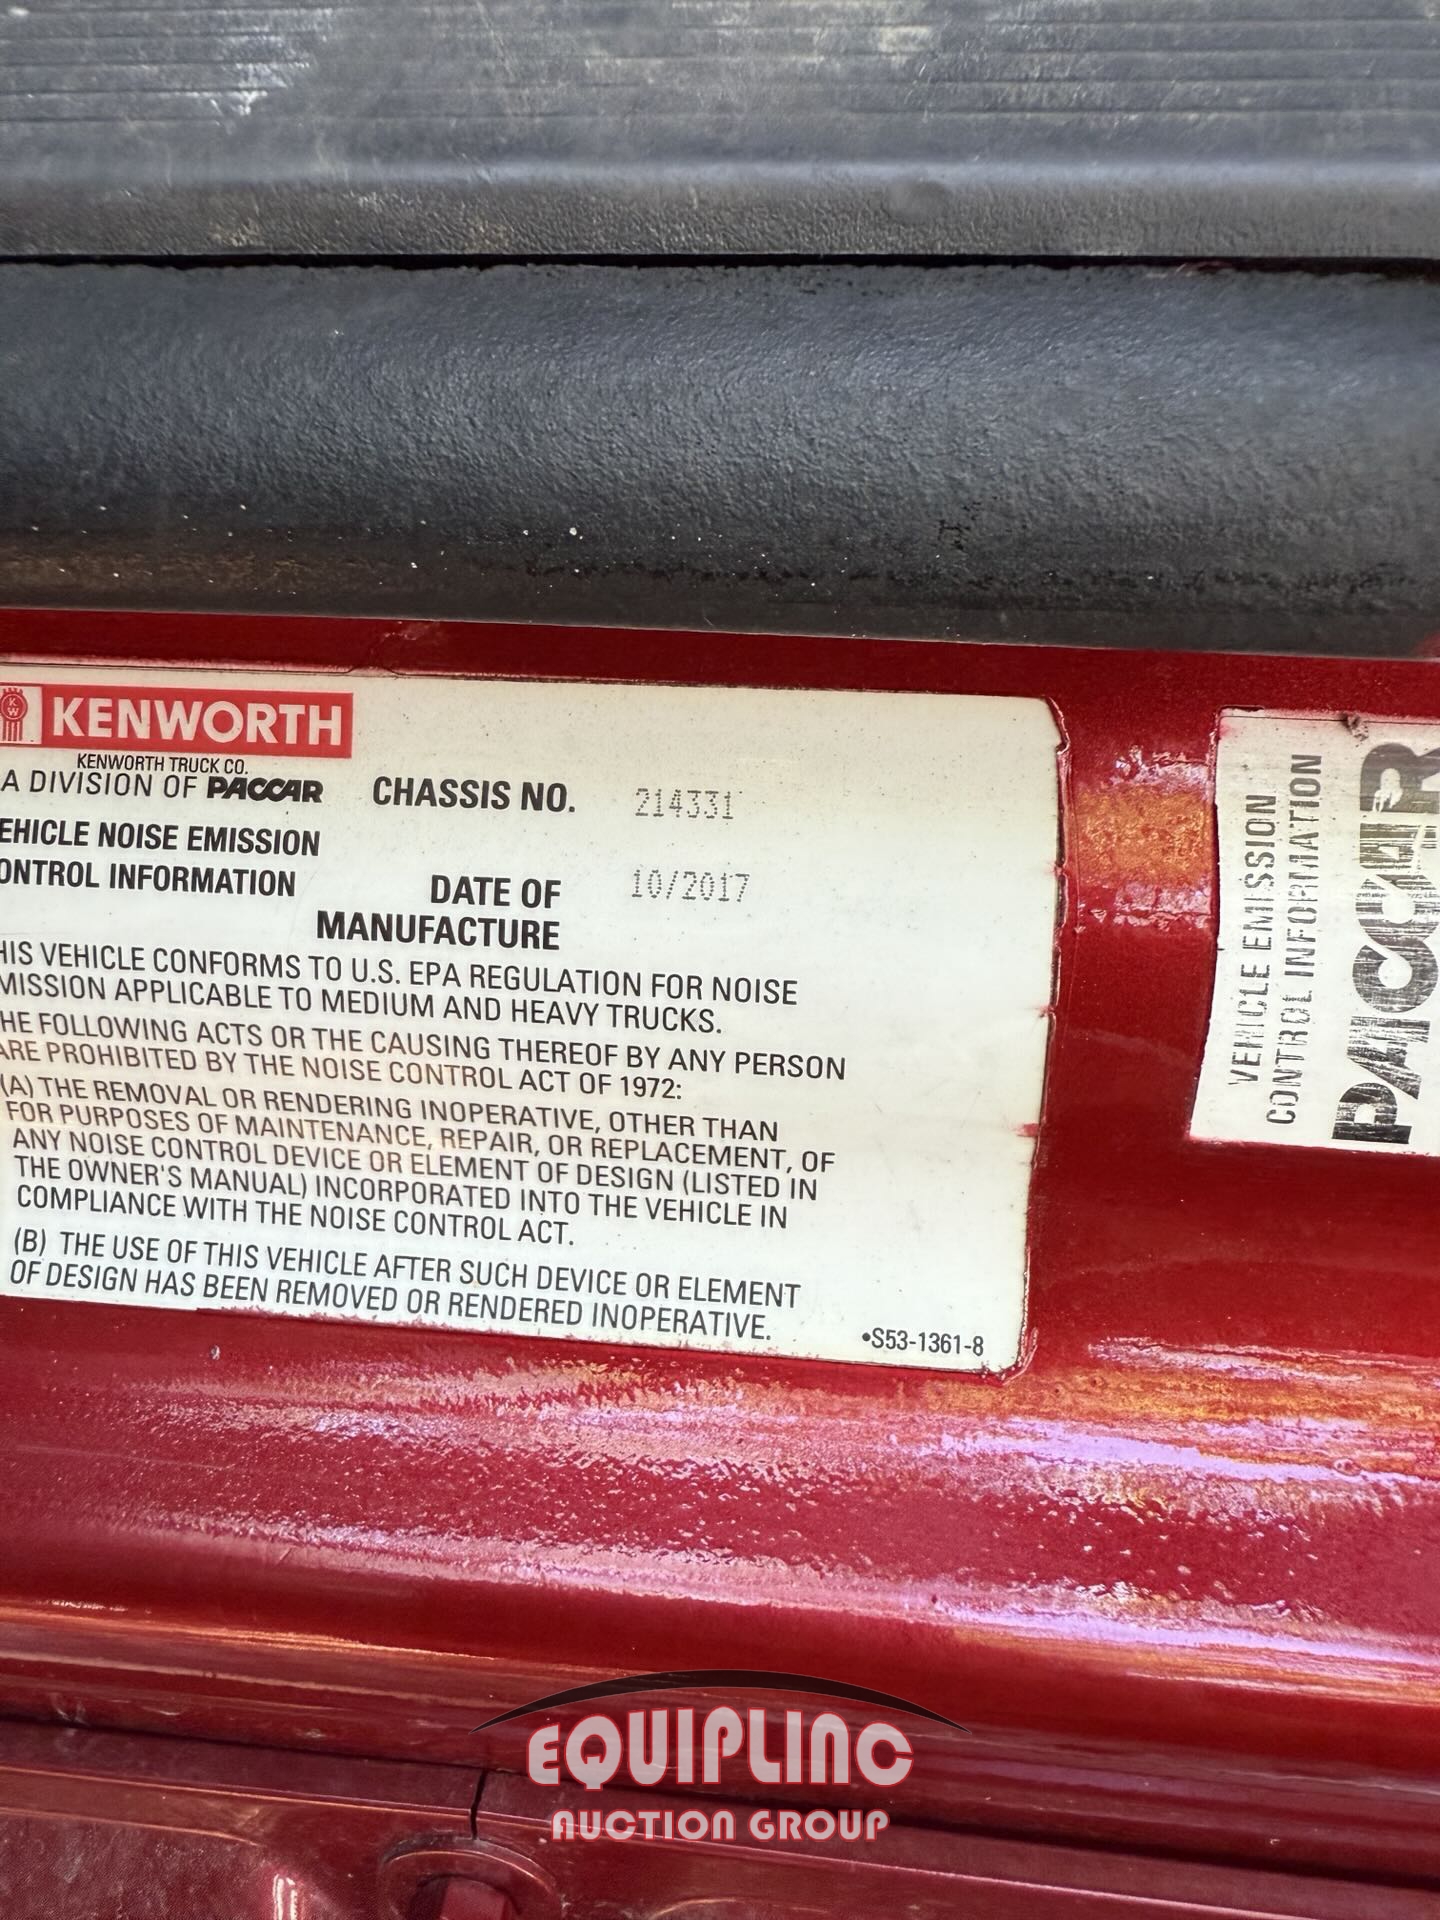 KW KENWORTH
KENWORTH TRUCK CO.
A DIVISION OF PACCAR
CHASSIS NO. 214331
EHICLE NOISE EMISSION
ONTROL INFORMATION
DATE OF 10/2017
MANUFACTURE
HIS VEHICLE CONFORMS TO U.S. EPA REGULATION FOR NOISE
MISSION APPLICABLE TO MEDIUM AND HEAVY TRUCKS.
HE FOLLOWING ACTS OR THE CAUSING THEREOF BY ANY PERSON
ARE PROHIBITED BY THE NOISE CONTROL ACT OF 1972:
(A) THE REMOVAL OR RENDERING INOPERATIVE, OTHER THAN
FOR PURPOSES OF MAINTENANCE, REPAIR, OR REPLACEMENT, OF
ANY NOISE CONTROL DEVICE OR ELEMENT OF DESIGN (LISTED IN
THE OWNER'S MANUAL) INCORPORATED INTO THE VEHICLE IN
COMPLIANCE WITH THE NOISE CONTROL ACT.
(B) THE USE OF THIS VEHICLE AFTER SUCH DEVICE OR ELEMENT
OF DESIGN HAS BEEN REMOVED OR RENDERED INOPERATIVE.
•S53-1361-8
VEHICLE EMISSION
CONTROL INFORMATION
PACCAR
EQUIPLINC
AUCTION GROUP